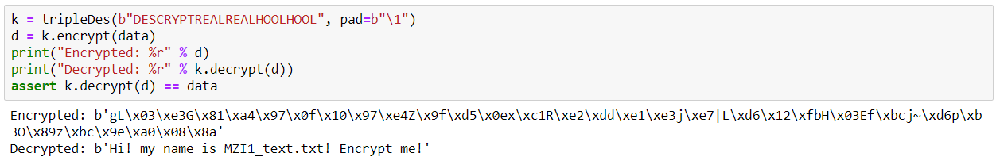 k = tripleDes(b"DESCRYPTREALREALHOOLHOOL", pad=b"\1")
d = k.encrypt(data)
print("Encrypted: %r" % d)
print("Decrypted: %r" % k.decrypt(d))
assert k.decrypt(d) == data
Encrypted: b'gL\x03\xe3G\x81\xa4\x97\x0f\x10\x97\xe4Z\x9f\xd5\x0ex\xc1R\xe2\xdd\xe1\xe3j\xe7|L\xd6\x12\xfbH\x03Ef\xbcj~\xd6p\xb
3O\x89z\xbc\x9e\xa0\x08\x8a'
Decrypted: b'Hi! my name is MZI1_text.txt! Encrypt me!'